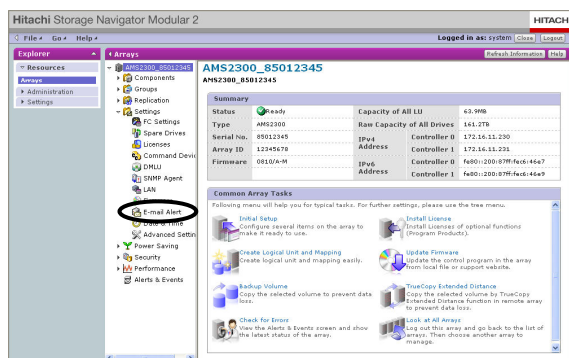 Hitachi Storage Navigator Modular 2
HITACHI
File Go Help
Logged in as: system Close Logout
Explorer
Resources
Arrays
Administration
Settings
Arrays
Refresh Information Help
AMS2300_85012345
Components
Groups
Replication
Settings
FC Settings
Spare Drives
Licenses
Command Devic
DMLU
SNMP Agent
LAN
E-mail Alert
Date & Time
Advanced Settin
Power Saving
Security
Performance
Alerts & Events
AMS2300_85012345
AMS2300_85012345
Summary
Status Ready Capacity of All LU 63.9MB
Type AMS2300 Raw Capacity of All Drives 161.2TB
Serial No. 85012345 IPv4 Address Controller 0 172.16.11.230
Array ID 12345678 Controller 1 172.16.11.231
Firmware 0810/A-M IPv6 Address Controller 0 fe80::200:87ff:fec6:46e7
Controller 1 fe80::200:87ff:fec6:46e9
Common Array Tasks
Following menu will help you for typical tasks. For further settings, please use the tree menu.
Initial Setup
Configure several items on the array to make it ready to use.
Install License
Install Licenses of optional functions (Program Products).
Create Logical Unit and Mapping
Create logical unit and mapping easily.
Update Firmware
Update the control program in the array from local file or support website.
Backup Volume
Copy the selected volume to prevent data loss.
TrueCopy Extended Distance
Copy the selected volume by TrueCopy Extended Distance function in remote array to prevent data loss.
Check for Errors
View the Alerts & Events screen and show the latest status of the array.
Look at All Arrays
Log out this array and go back to the list of arrays. Then choose another array to manage.